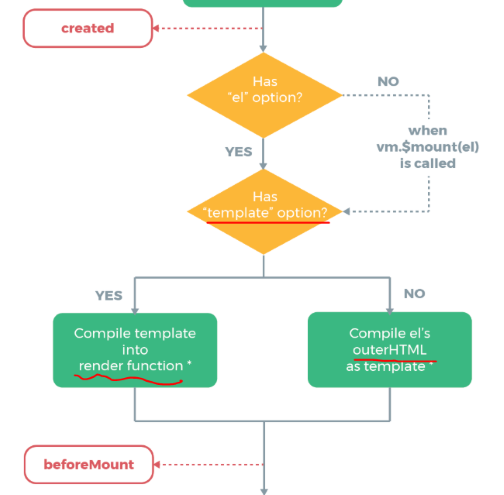 created
Has
"el" option?
NO
when
vm.$mount(el)
is called
YES
Has
"template" option?
YES
NO
Compile template
into
render function *
Compile el's
outerHTML
as template *
beforeMount